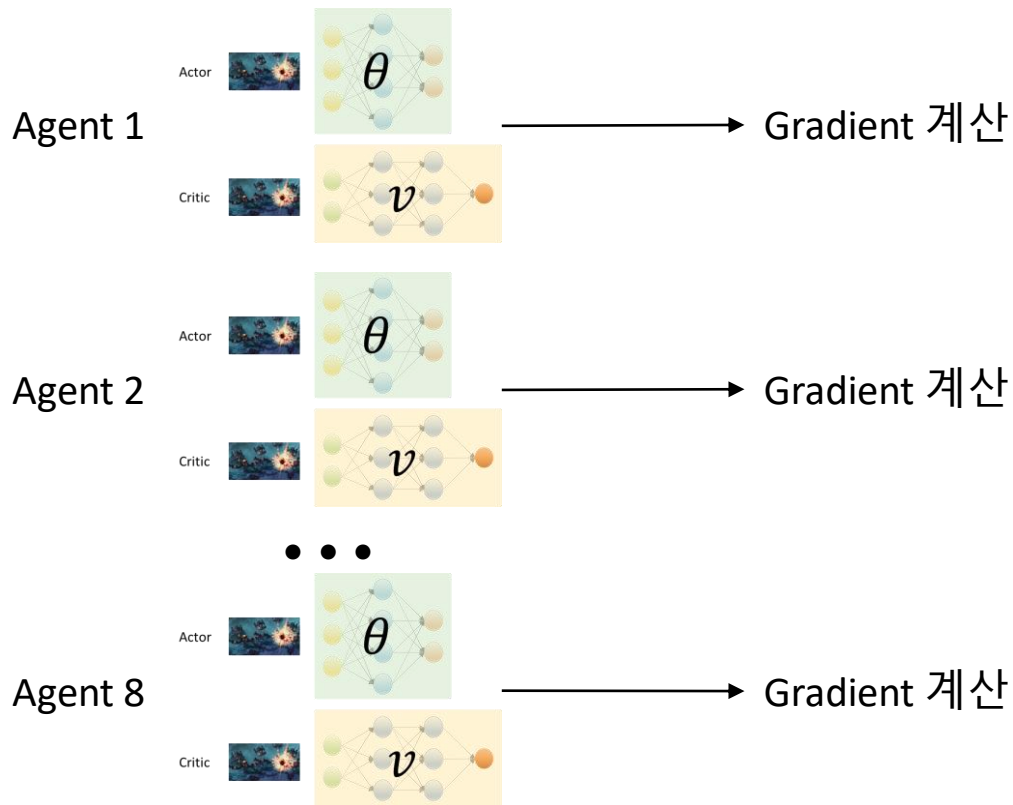 Agent 1
Actor
θ
Critic
v
Gradient 계산
Agent 2
Actor
θ
Critic
v
Gradient 계산
• • •
Agent 8
Actor
θ
Critic
v
Gradient 계산